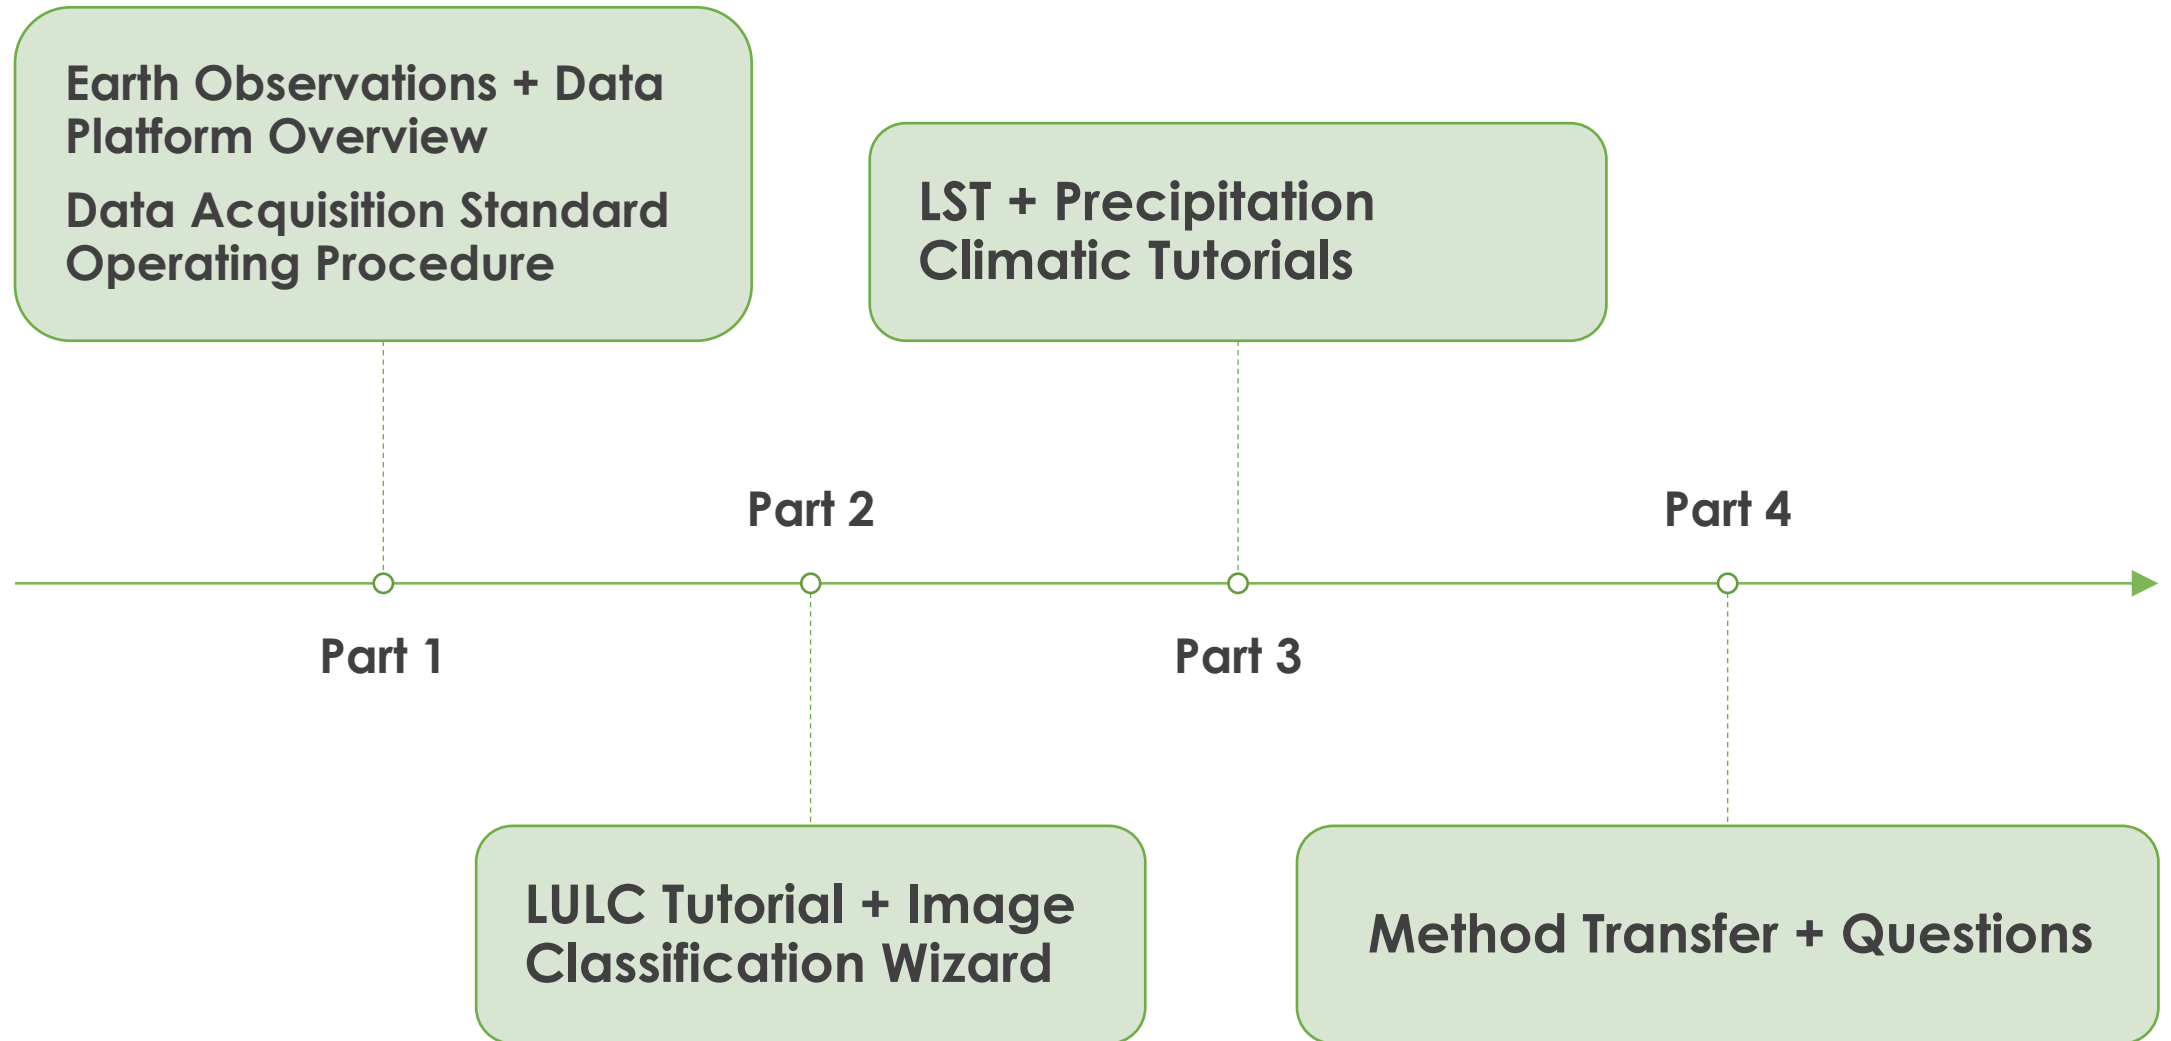 Earth Observations + Data
Platform Overview
Data Acquisition Standard
Operating Procedure
LST + Precipitation
Climatic Tutorials
Part 2
Part 4
Part 1
Part 3
LULC Tutorial + Image
Classification Wizard
Method Transfer + Questions